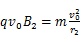 qv₀B₂ = m v₀²/r₂